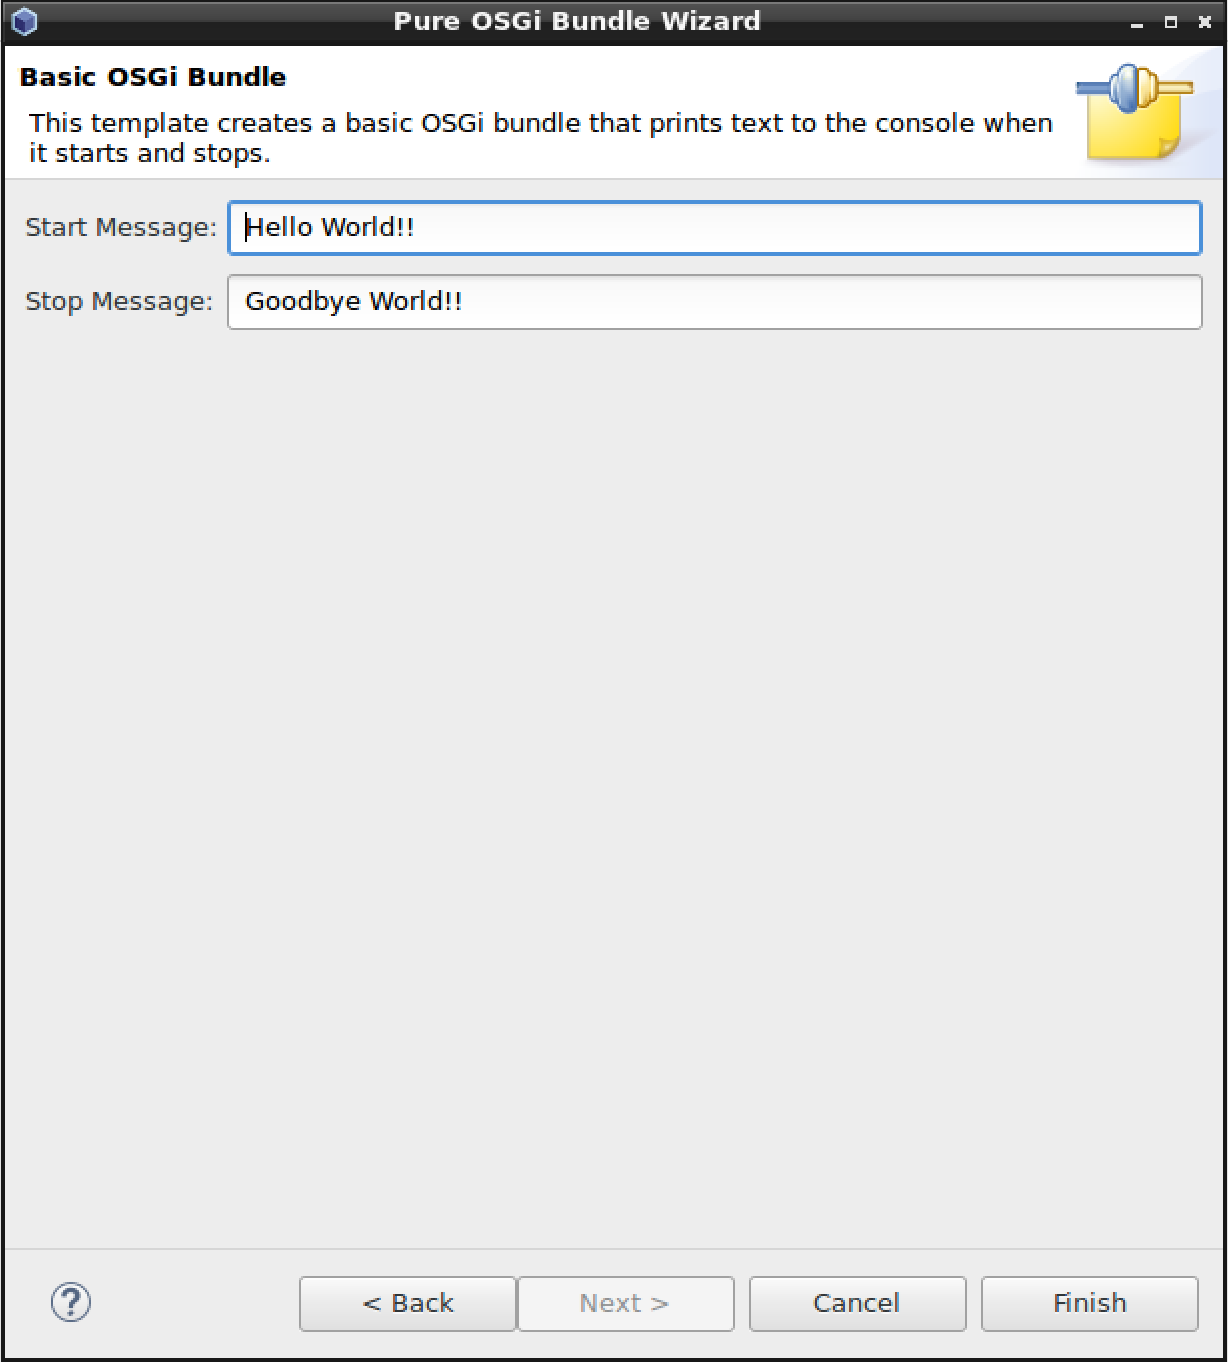 Pure OSGi Bundle Wizard
Basic OSGi Bundle
This template creates a basic OSGi bundle that prints text to the console when
it starts and stops.
Start Message: Hello World!!
Stop Message: Goodbye World!!
? < Back Next > Cancel Finish